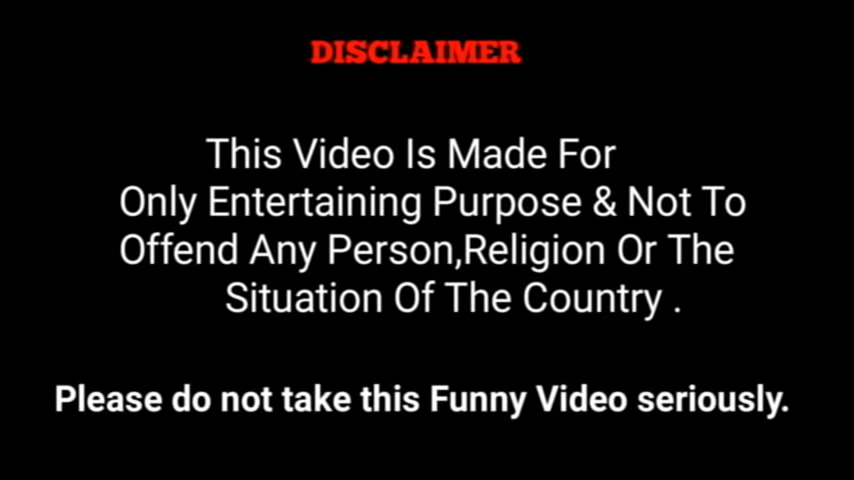 DISCLAIMER
This Video Is Made For
Only Entertaining Purpose & Not To
Offend Any Person,Religion Or The
Situation Of The Country .
Please do not take this Funny Video seriously.